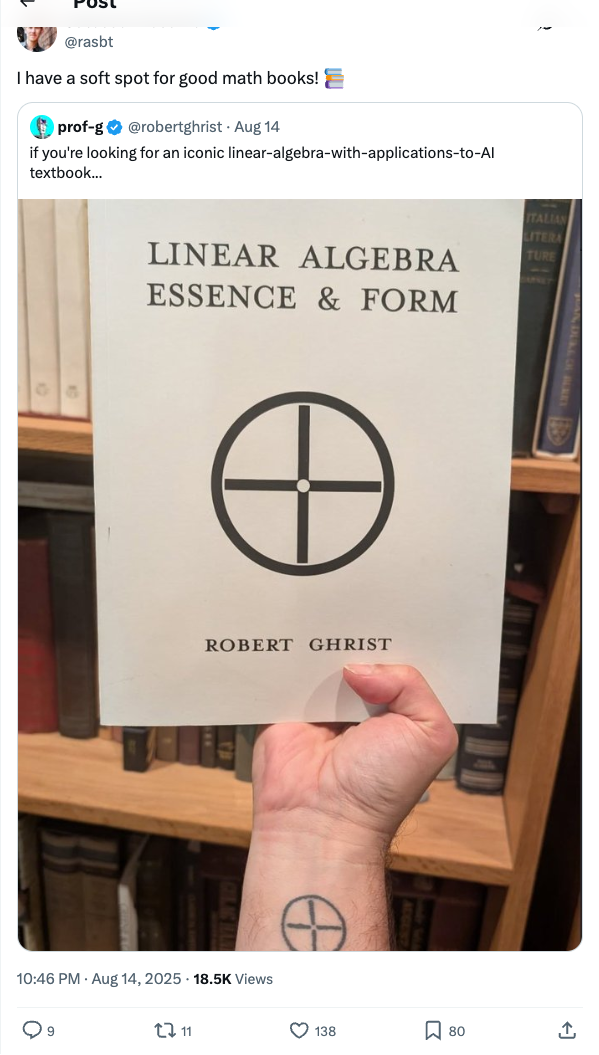 Post
@rasbt
I have a soft spot for good math books! 📚
prof-g @robertghrist · Aug 14
if you're looking for an iconic linear-algebra-with-applications-to-AI
textbook...
LINEAR ALGEBRA
ESSENCE & FORM
ITALIAN
LITERA
TURE
ROBERT GHRIST
10:46 PM · Aug 14, 2025 · 18.5K Views
9
11
138
80